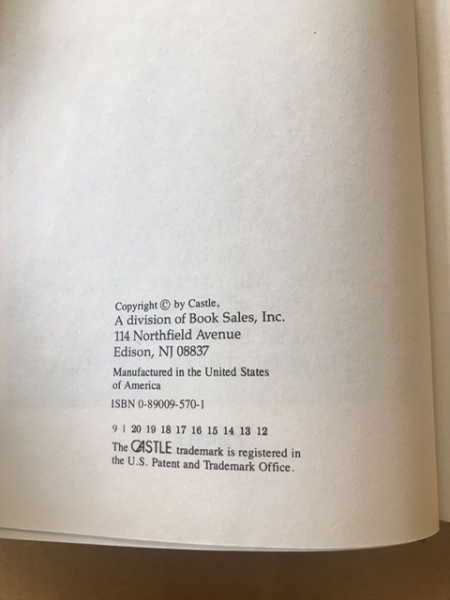 Copyright © by Castle,
A division of Book Sales, Inc.
114 Northfield Avenue
Edison, NJ 08837
Manufactured in the United States
of America
ISBN 0-89009-570-1
9 1 20 19 18 17 16 15 14 13 12
The CASTLE trademark is registered in
the U.S. Patent and Trademark Office.